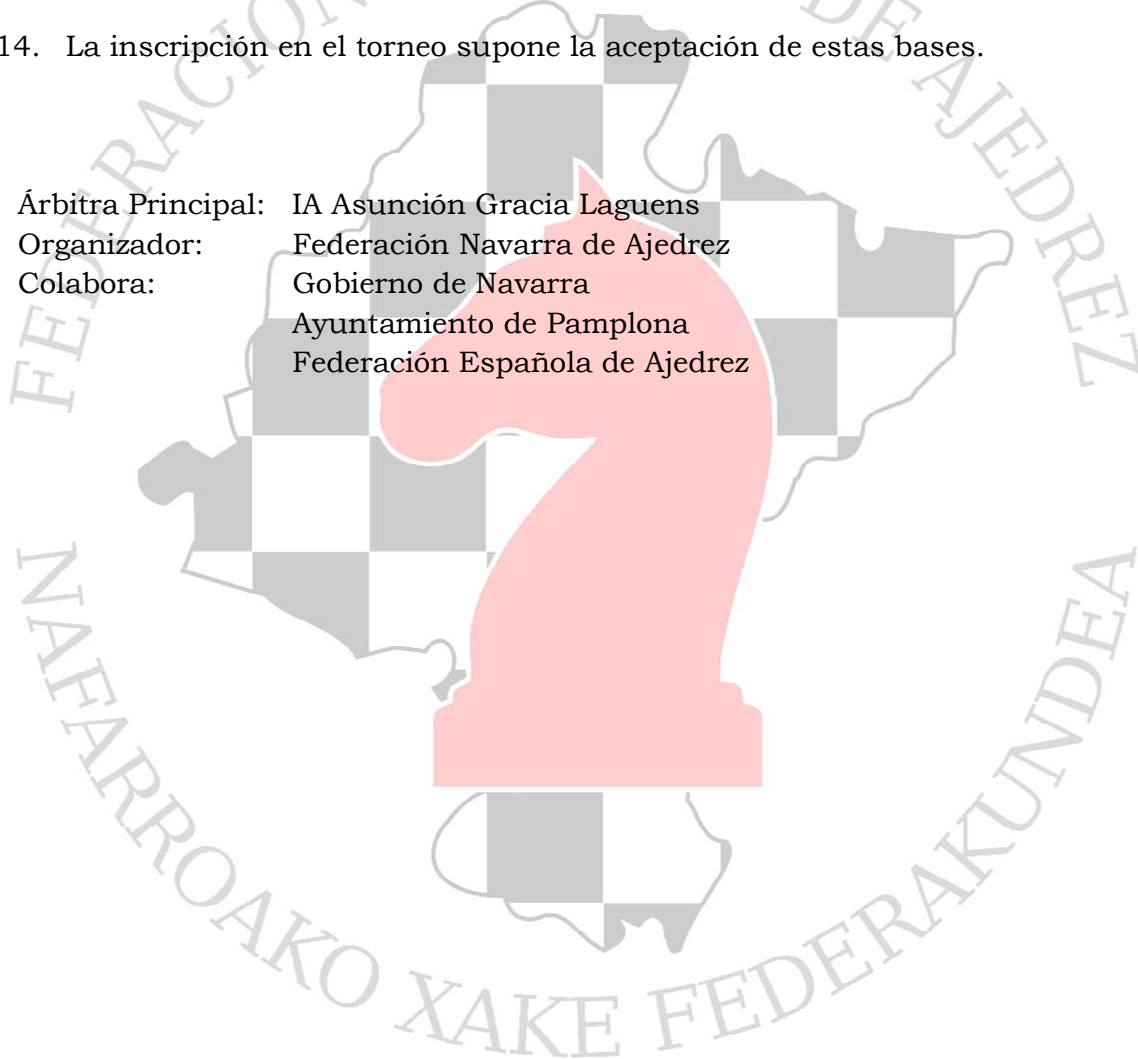 14. La inscripción en el torneo supone la aceptación de estas bases.
Árbitra Principal: IA Asunción Gracia Laguens
Organizador: Federación Navarra de Ajedrez
Colabora: Gobierno de Navarra
Ayuntamiento de Pamplona
Federación Española de Ajedrez
DE AJEDREZ
NAFARROAKO XAKE FEDERAKUNDEA